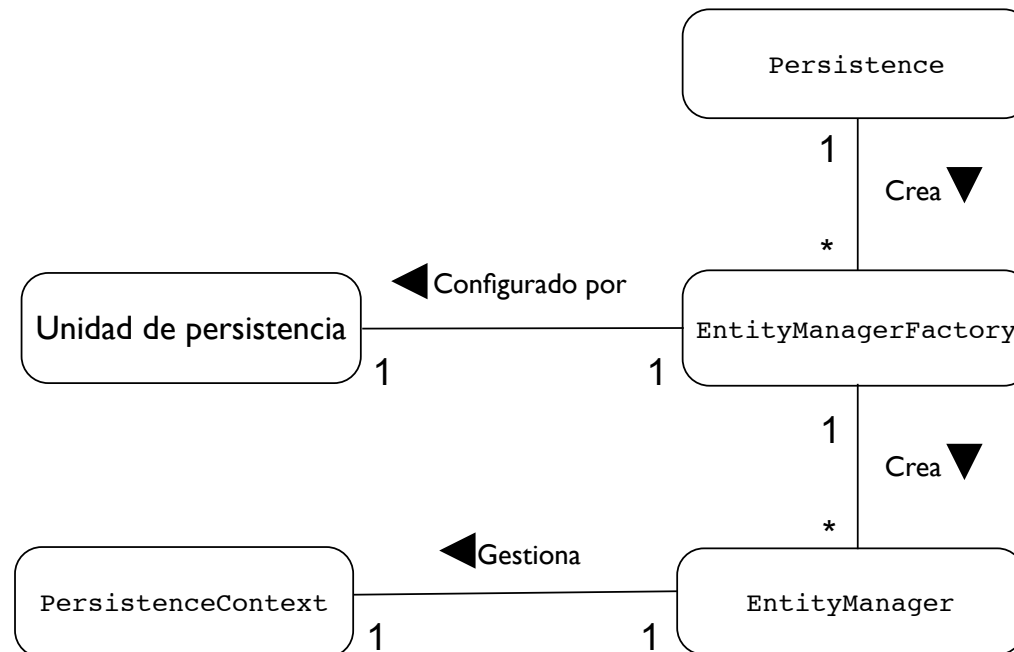 Persistence
1
Crea
*
Configurado por
Unidad de persistencia
EntityManagerFactory
1
1
1
Crea
*
Gestiona
PersistenceContext
EntityManager
1
1